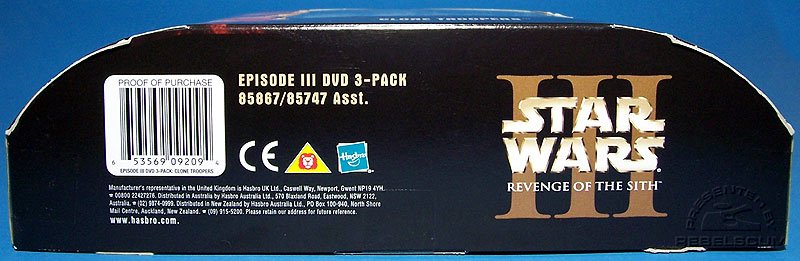 CLONE TROOPERS
PROOF OF PURCHASE
6 53569 09209 4
EPISODE III DVD 3-PACK: CLONE TROOPERS
EPISODE III DVD 3-PACK
85867/85747 Asst.
CE
Hasbro
Manufacturer's representative in the United Kingdom is Hasbro UK Ltd., Caswell Way, Newport, Gwent NP19 4YH.
☎ 00800 22427276. Distributed in Australia by Hasbro Australia Ltd., 570 Blaxland Road, Eastwood, NSW 2122,
Australia. ☎ (02) 9874-0999. Distributed in New Zealand by Hasbro Australia Ltd., PO Box 100-940, North Shore
Mail Centre, Auckland, New Zealand. ☎ (09) 915-5200. Please retain our address for future reference.
www.hasbro.com.
III
STAR
WARS
REVENGE OF THE SITH
PRESENTED BY
REBELSCUM